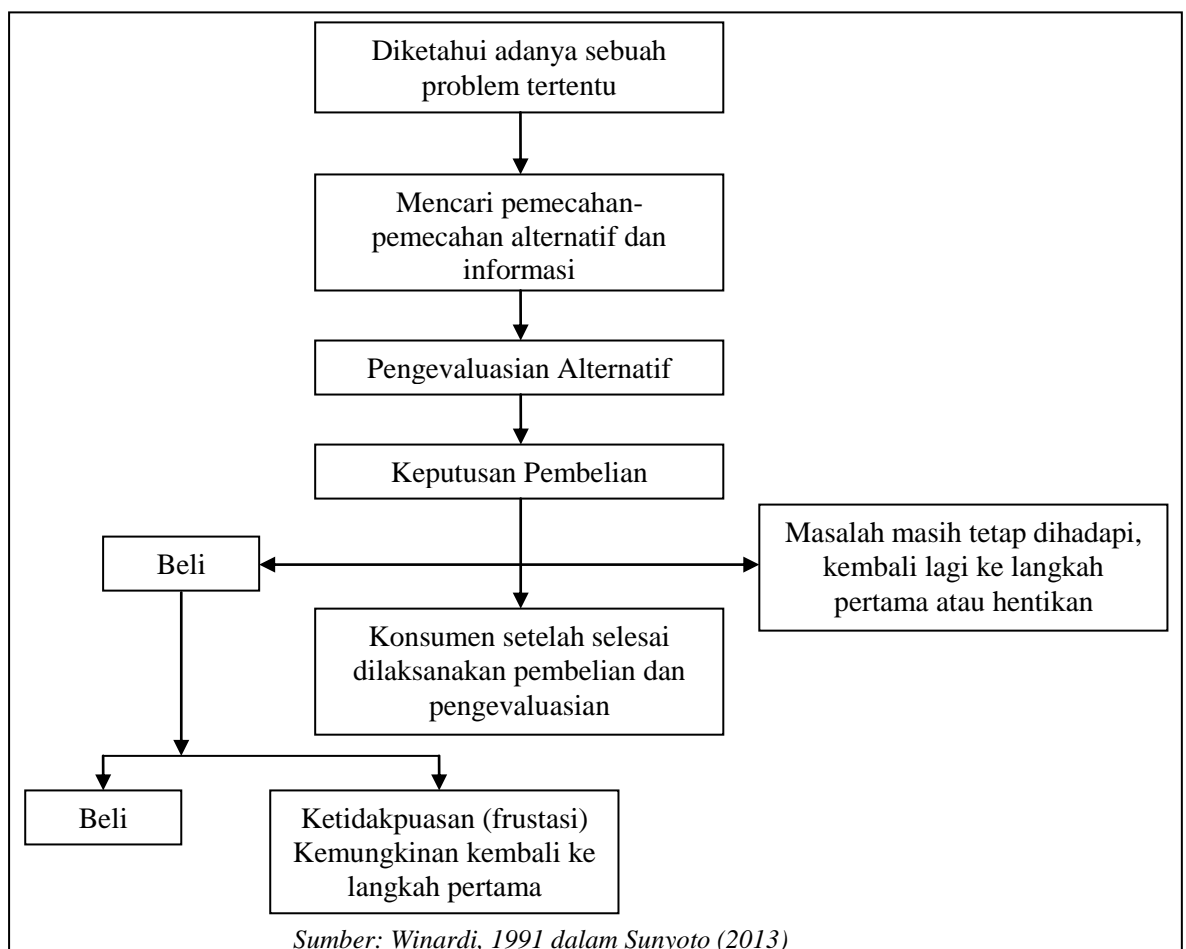 Diketahui adanya sebuah
problem tertentu
Mencari pemecahan-
pemecahan alternatif dan
informasi
Pengevaluasian Alternatif
Keputusan Pembelian
Beli
Masalah masih tetap dihadapi,
kembali lagi ke langkah
pertama atau hentikan
Konsumen setelah selesai
dilaksanakan pembelian dan
pengevaluasian
Beli
Ketidakpuasan (frustasi)
Kemungkinan kembali ke
langkah pertama
Sumber: Winardi, 1991 dalam Sunyoto (2013)